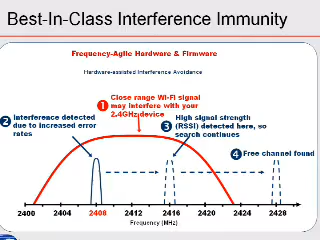 Best-In-Class Interference Immunity
Frequency-Agile Hardware & Firmware
Hardware-assisted Interference Avoidance
1 Close range Wi-Fi signal
may interfere with your
2.4GHz device
2 Interference detected
due to increased error
rates
3 High signal strength
(RSSI) detected here, so
search continues
4 Free channel found
2400 2404 2408 2412 2416 2420 2424 2428
Frequency (MHz)